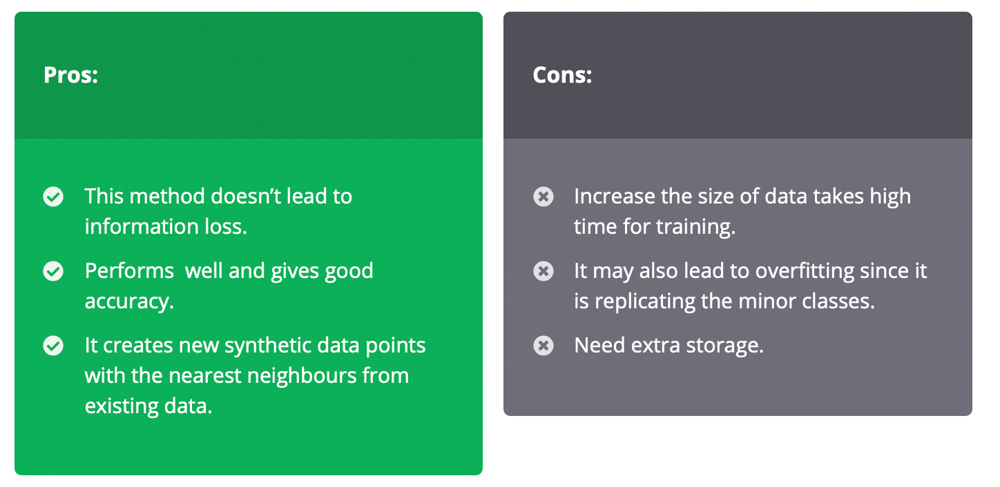 Pros:
This method doesn’t lead to
information loss.
Performs  well and gives good
accuracy.
It creates new synthetic data points
with the nearest neighbours from
existing data.
Cons:
Increase the size of data takes high
time for training.
It may also lead to overfitting since it
is replicating the minor classes.
Need extra storage.